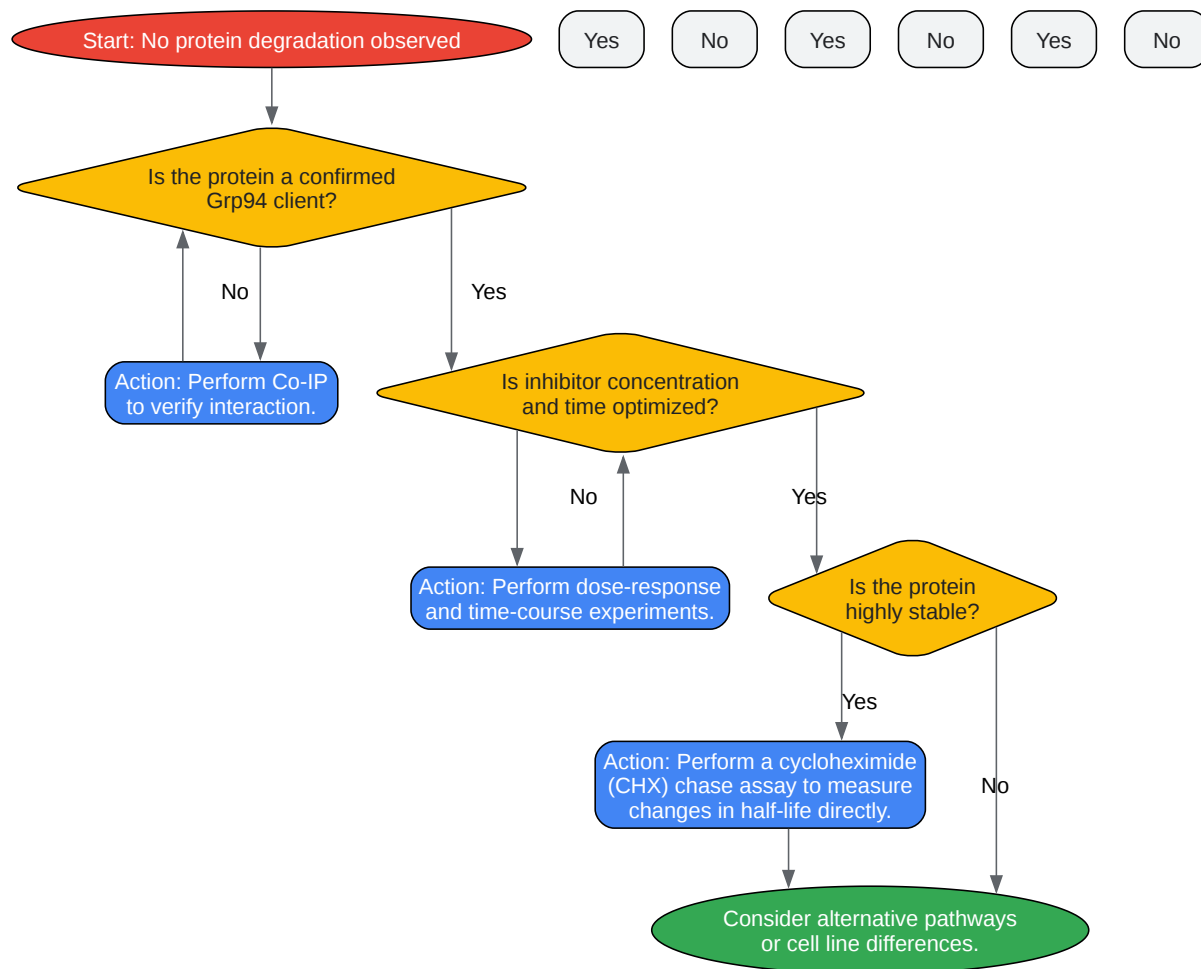 Start: No protein degradation observed
Yes
No
Yes
No
Yes
No
Is the protein a confirmed
Grp94 client?
No
Yes
Action: Perform Co-IP
to verify interaction.
Is inhibitor concentration
and time optimized?
No
Yes
Action: Perform dose-response
and time-course experiments.
Is the protein
highly stable?
Yes
No
Action: Perform a cycloheximide
(CHX) chase assay to measure
changes in half-life directly.
Consider alternative pathways
or cell line differences.